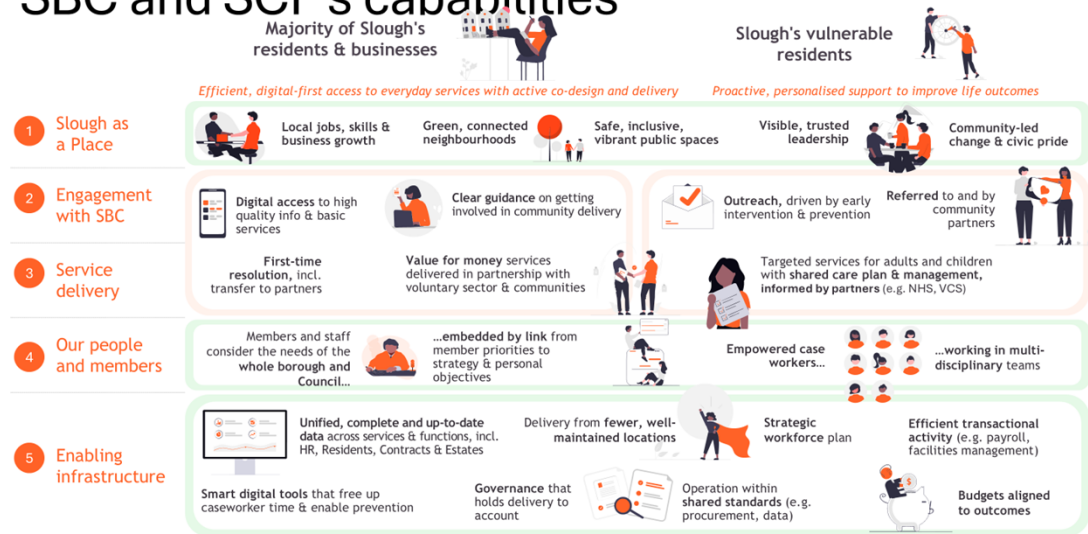 SBC and SCF's capabilities
Majority of Slough's
residents & businesses
Slough's vulnerable
residents
Efficient, digital-first access to everyday services with active co-design and delivery
Proactive, personalised support to improve life outcomes
1
Slough as
a Place
Local jobs, skills &
business growth
Green, connected
neighbourhoods
Safe, inclusive,
vibrant public spaces
Visible, trusted
leadership
Community-led
change & civic pride
2
Engagement
with SBC
Digital access to high
quality info & basic
services
Clear guidance on getting
involved in community delivery
Outreach, driven by early
intervention & prevention
Referred to and by
community
partners
3
Service
delivery
First-time
resolution, incl.
transfer to partners
Value for money services
delivered in partnership with
voluntary sector & communities
Targeted services for adults and children
with shared care plan & management,
informed by partners (e.g. NHS, VCS)
4
Our people
and members
Members and staff
consider the needs of the
whole borough and
Council…
…embedded by link from
member priorities to
strategy & personal
objectives
Empowered case
workers…
…working in multi-
disciplinary teams
5
Enabling
infrastructure
Unified, complete and up-to-date
data across services & functions, incl.
HR, Residents, Contracts & Estates
Delivery from fewer, well-
maintained locations
Strategic
workforce plan
Efficient transactional
activity (e.g. payroll,
facilities management)
Smart digital tools that free up
caseworker time & enable prevention
Governance that
holds delivery to
account
Operation within
shared standards (e.g.
procurement, data)
Budgets aligned
to outcomes